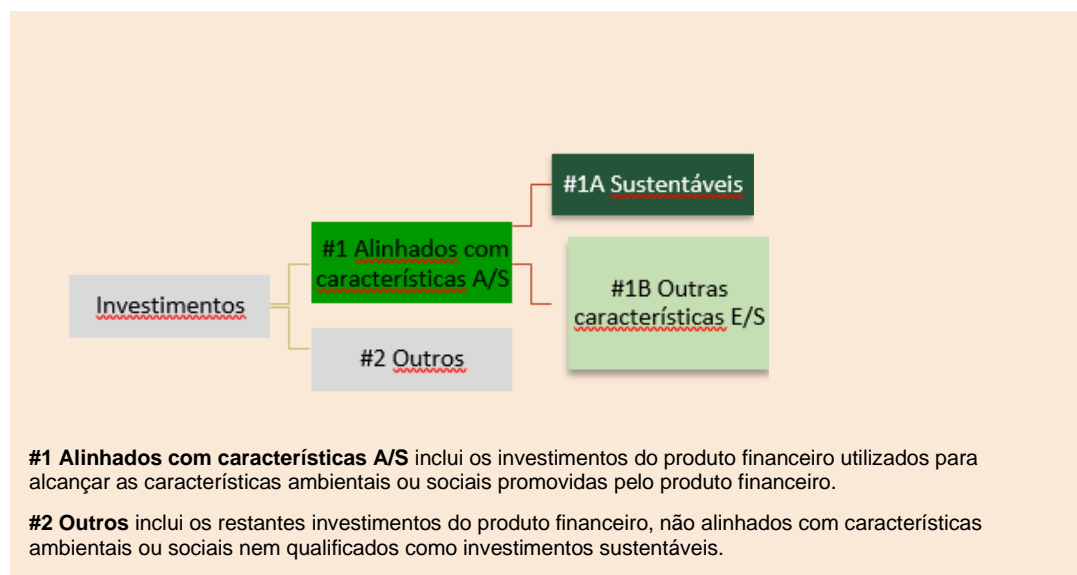 #1A Sustentáveis
#1 Alinhados com
características A/S
#1B Outras
características E/S
Investimentos
#2 Outros
#1 Alinhados com características A/S inclui os investimentos do produto financeiro utilizados para
alcançar as características ambientais ou sociais promovidas pelo produto financeiro.
#2 Outros inclui os restantes investimentos do produto financeiro, não alinhados com características
ambientais ou sociais nem qualificados como investimentos sustentáveis.